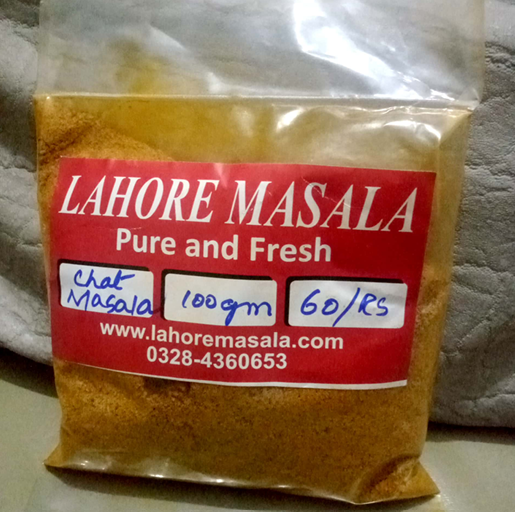 LAHORE MASALA
Pure and Fresh
Chat
Masala
100gm
60/RS
www.lahoremasala.com
0328-4360653